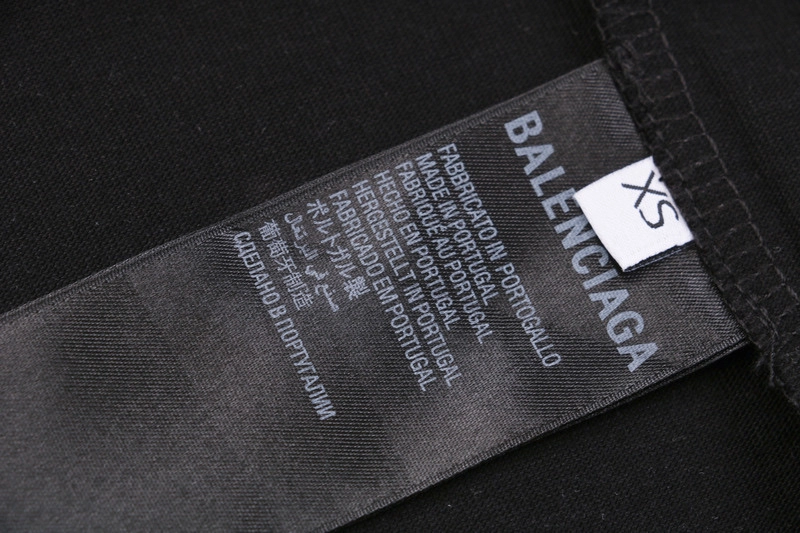 BALENCIAGA
XS
FABBRICATO IN PORTOGALLO
MADE IN PORTUGAL
FABRIQUÉ AU PORTUGAL
HECHO EN PORTUGAL
HERGESTELLT IN PORTUGAL
FABRICADO EM PORTUGAL
ポルトガル製
صنع في البرتغال
葡萄牙制造
СДЕЛАНО В ПОРТУГАЛИИ